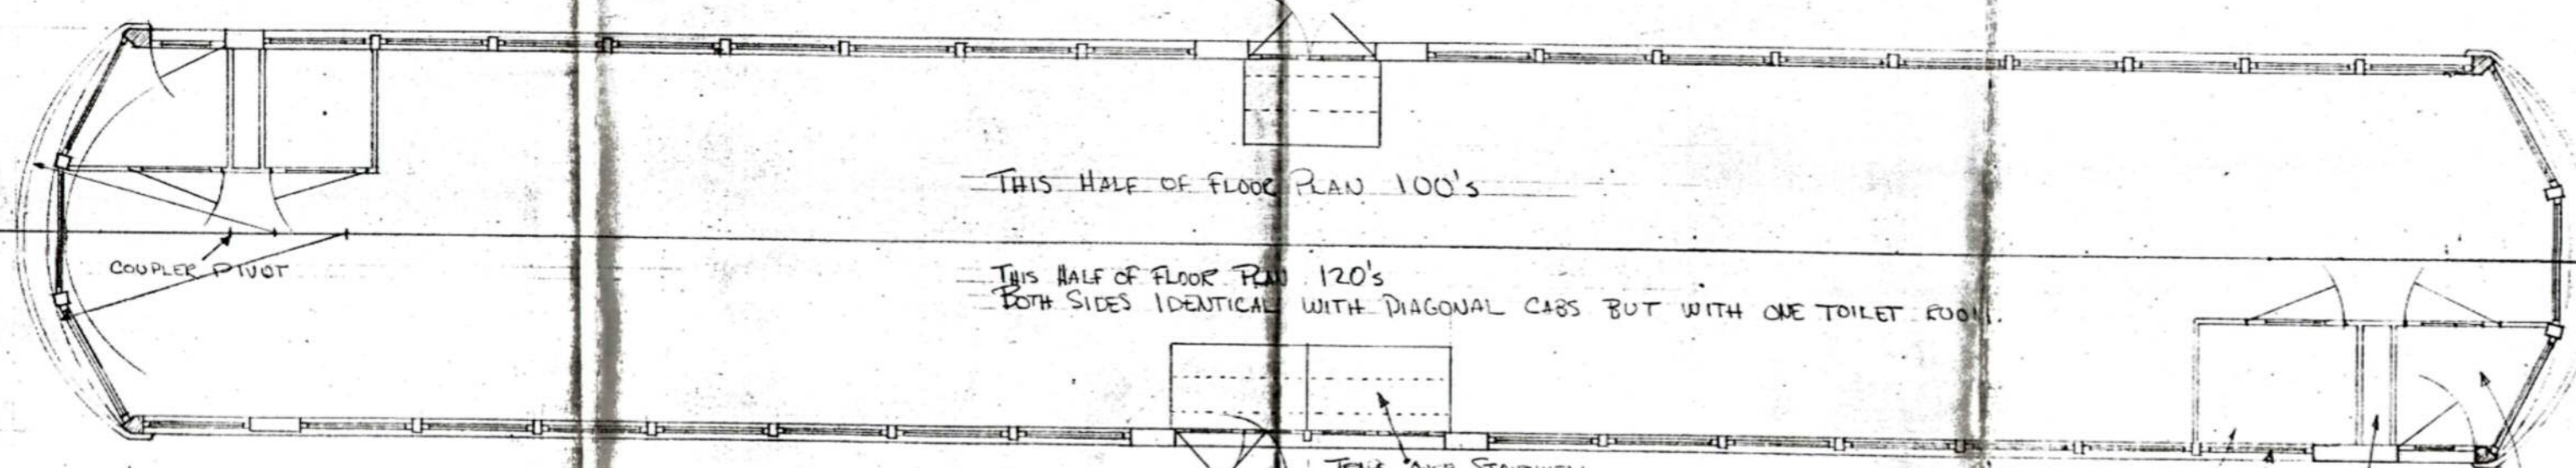 THIS HALF OF FLOOR PLAN 100's
COUPLER PIVOT
THIS HALF OF FLOOR PLAN 120's
BOTH SIDES IDENTICAL WITH DIAGONAL CABS BUT WITH ONE TOILET ROOM.